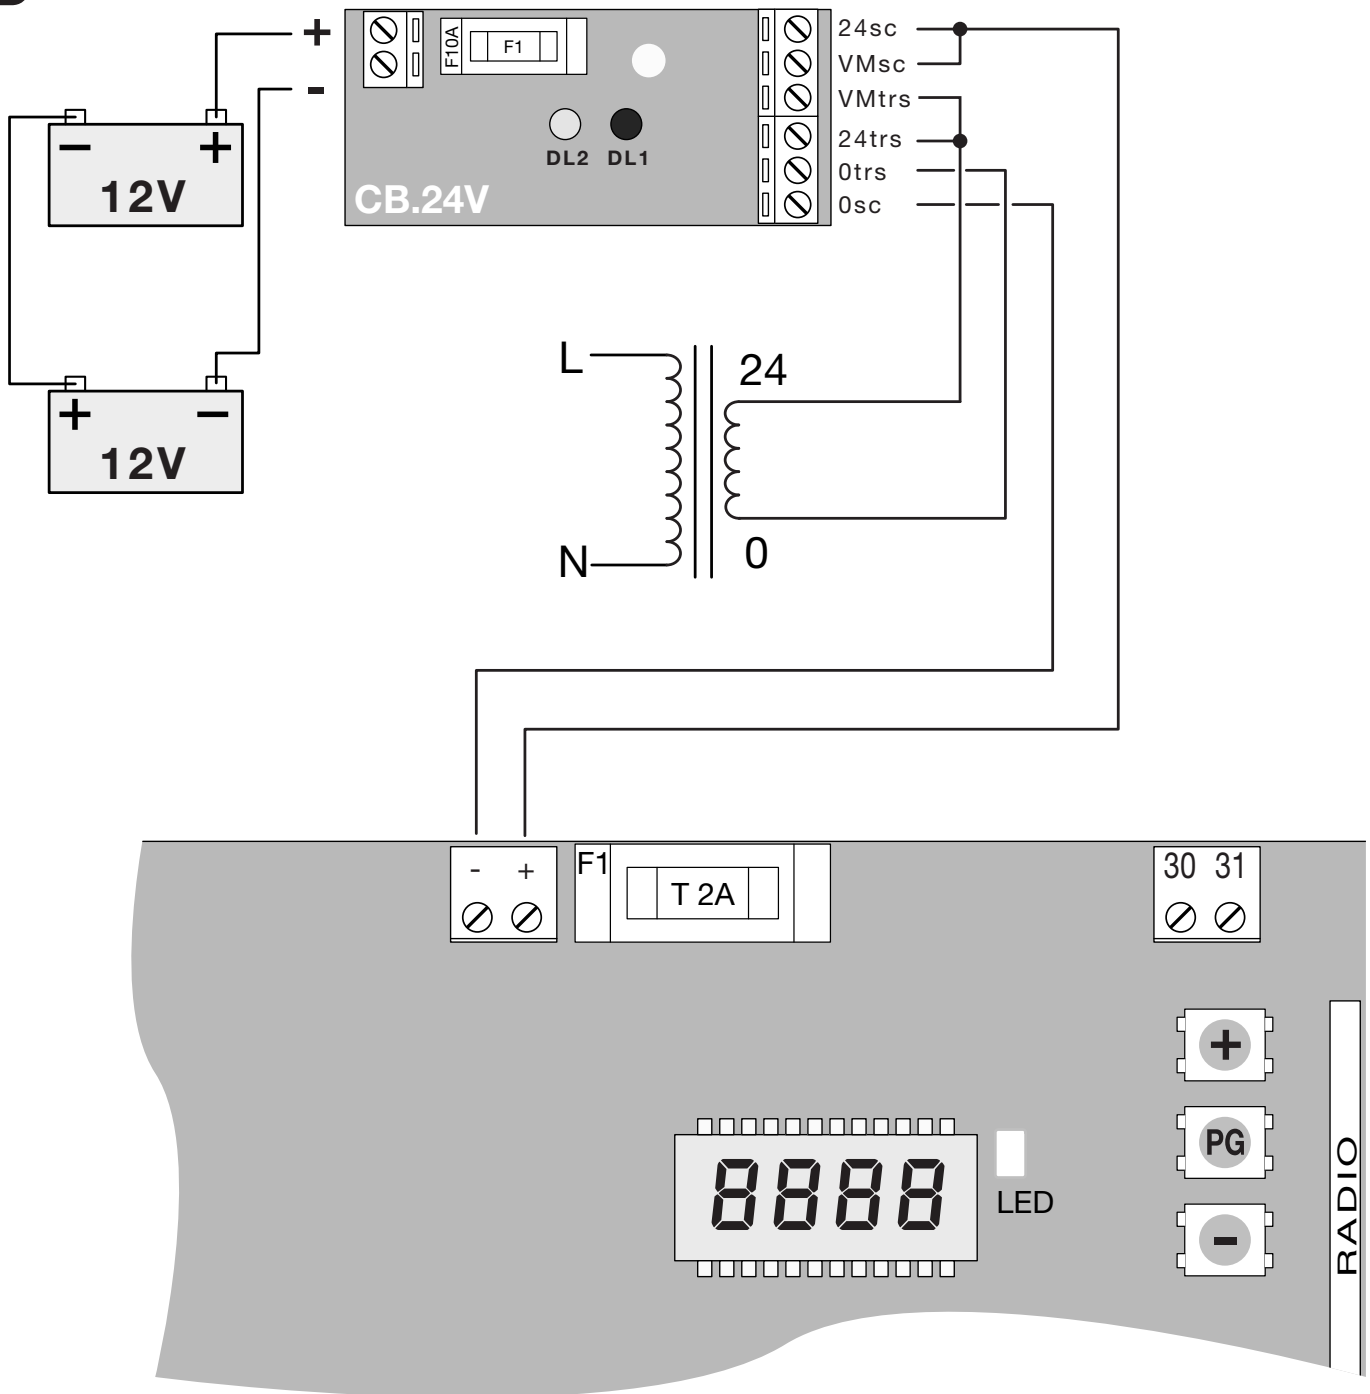 +
-
F10A
F1
24sc
VMsc
VMtrs
24trs
0trs
0sc
DL2 DL1
CB.24V
− +
12V
+ −
12V
L
N
24
0
- +
F1
T 2A
30 31
+
PG
-
8888
LED
RADIO